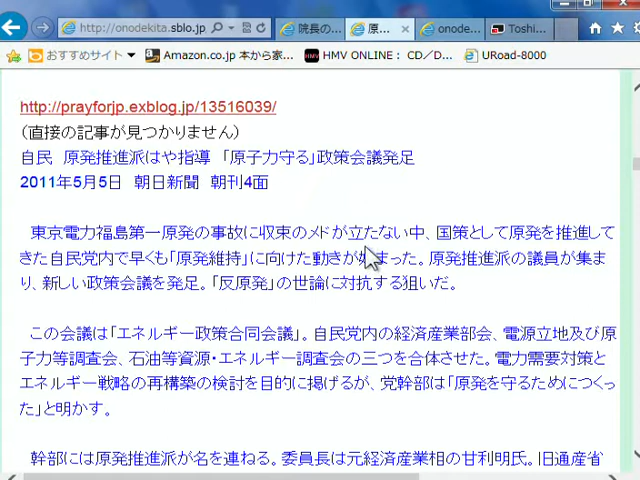 http://onodekita.sblo.jp
院長の...
原...
onode...
Toshi...
おすすめサイト
Amazon.co.jp 本から家...
HMV ONLINE： CD／D...
URoad-8000
http://prayforjp.exblog.jp/13516039/
（直接の記事が見つかりません）
自民　原発推進派はや指導　「原子力守る」政策会議発足
2011年5月5日　朝日新聞　朝刊4面
東京電力福島第一原発の事故に収束のメドが立たない中、国策として原発を推進して
きた自民党内で早くも「原発維持」に向けた動きが始まった。原発推進派の議員が集ま
り、新しい政策会議を発足。「反原発」の世論に対抗する狙いだ。
この会議は「エネルギー政策合同会議」。自民党内の経済産業部会、電源立地及び原
子力等調査会、石油等資源・エネルギー調査会の三つを合体させた。電力需要対策と
エネルギー戦略の再構築の検討を目的に掲げるが、党幹部は「原発を守るためにつくっ
た」と明かす。
幹部には原発推進派が名を連ねる。委員長は元経済産業相の甘利明氏。旧通産省